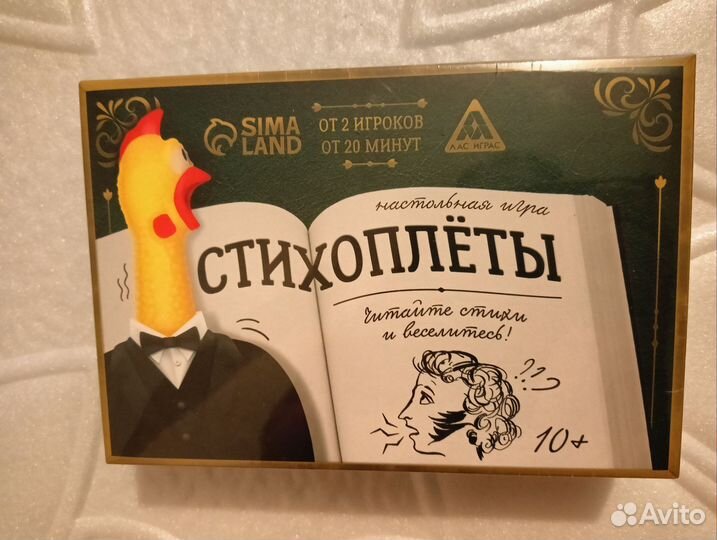 SIMA
LAND
ОТ 2 ИГРОКОВ
ОТ 20 МИНУТ
ЛАС ИГРАС
настольная игра
СТИХОПЛЁТЫ
Читайте стихи
и веселитесь!
???
10+
Avito